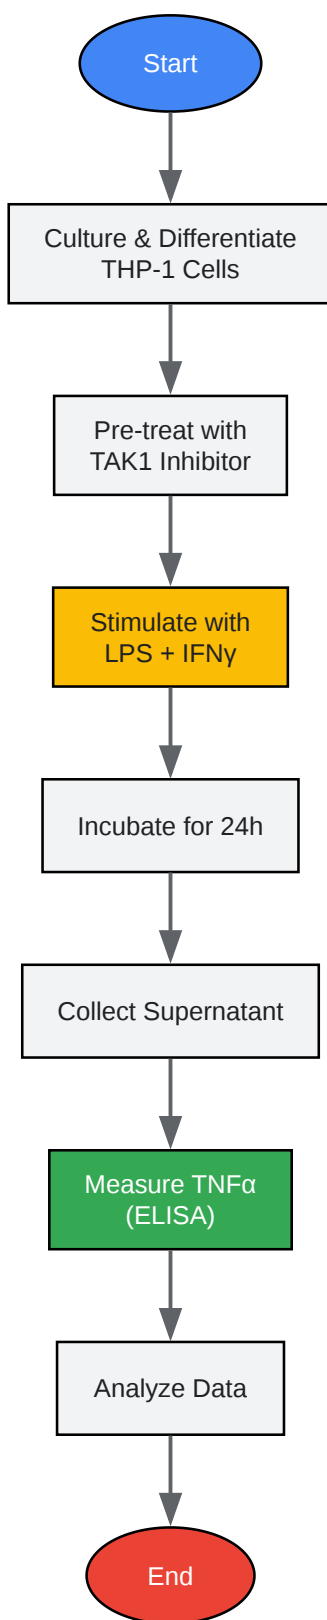 Start
Culture & Differentiate
THP-1 Cells
Pre-treat with
TAK1 Inhibitor
Stimulate with
LPS + IFNγ
Incubate for 24h
Collect Supernatant
Measure TNFα
(ELISA)
Analyze Data
End